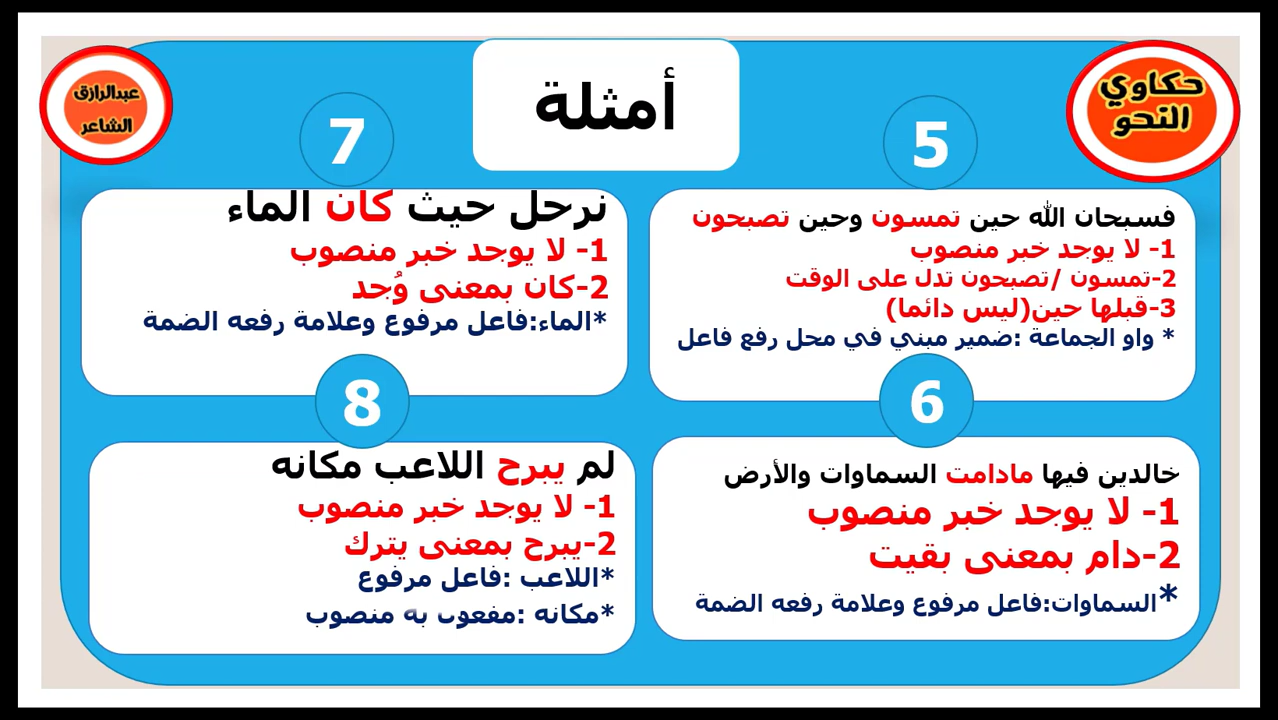 حكاوي
النحو
أمثلة
عبدالرازق
الشاعر
5
فسبحان الله حين تمسون وحين تصبحون
1- لا يوجد خبر منصوب
2-تمسون /تصبحون تدل على الوقت
3-قبلها حين(ليس دائما)
* واو الجماعة :ضمير مبني في محل رفع فاعل
6
خالدين فيها مادامت السماوات والأرض
1- لا يوجد خبر منصوب
2-دام بمعنى بقيت
*السماوات:فاعل مرفوع وعلامة رفعه الضمة
7
نرحل حيث كان الماء
1- لا يوجد خبر منصوب
2-كان بمعنى وُجد
*الماء:فاعل مرفوع وعلامة رفعه الضمة
8
لم يبرح اللاعب مكانه
1- لا يوجد خبر منصوب
2-يبرح بمعنى يترك
*اللاعب :فاعل مرفوع
*مكانه :مفعول به منصوب